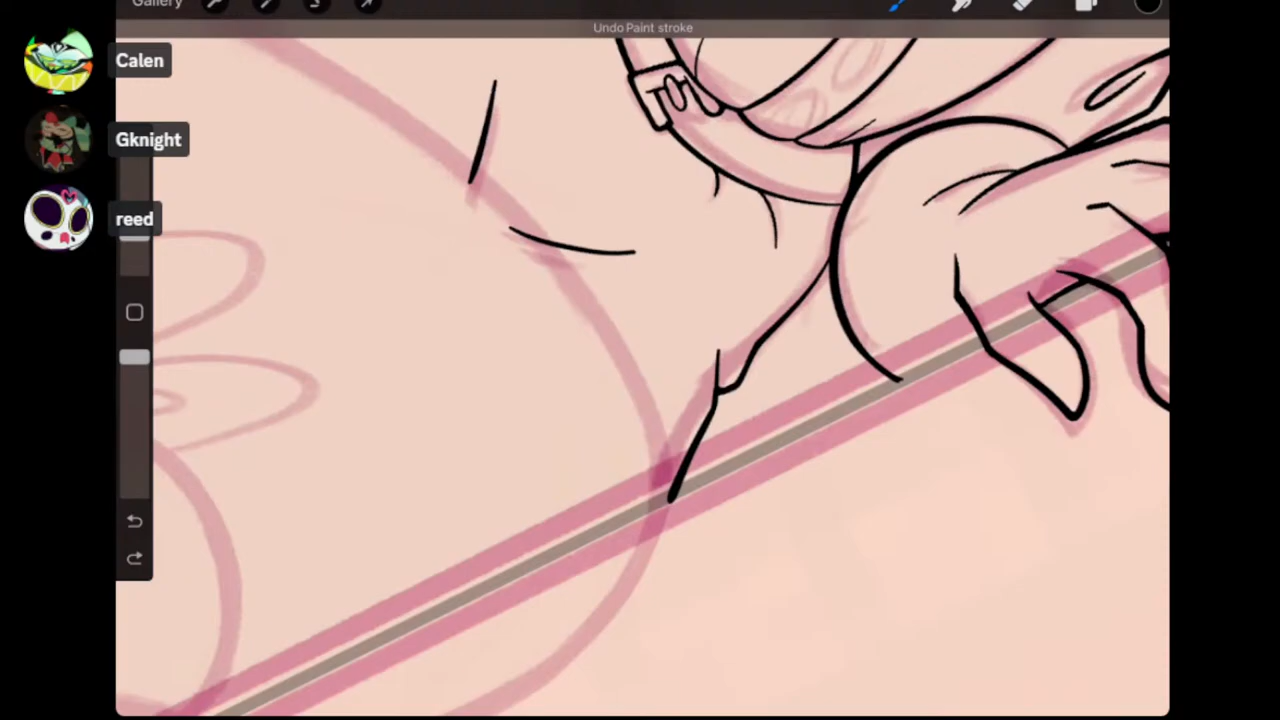 Gallery
Undo Paint stroke
Calen
Gknight
reed